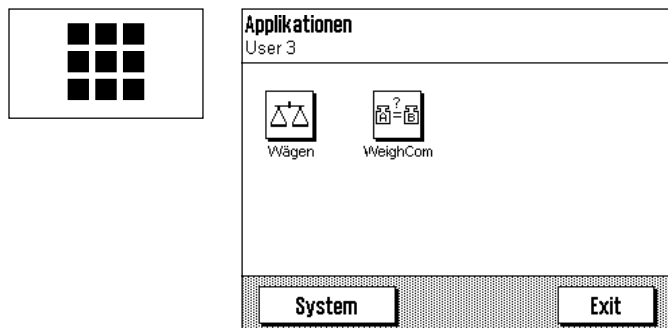 Applikationen
User 3
?
A=B
Wägen
WeighCom
System
Exit